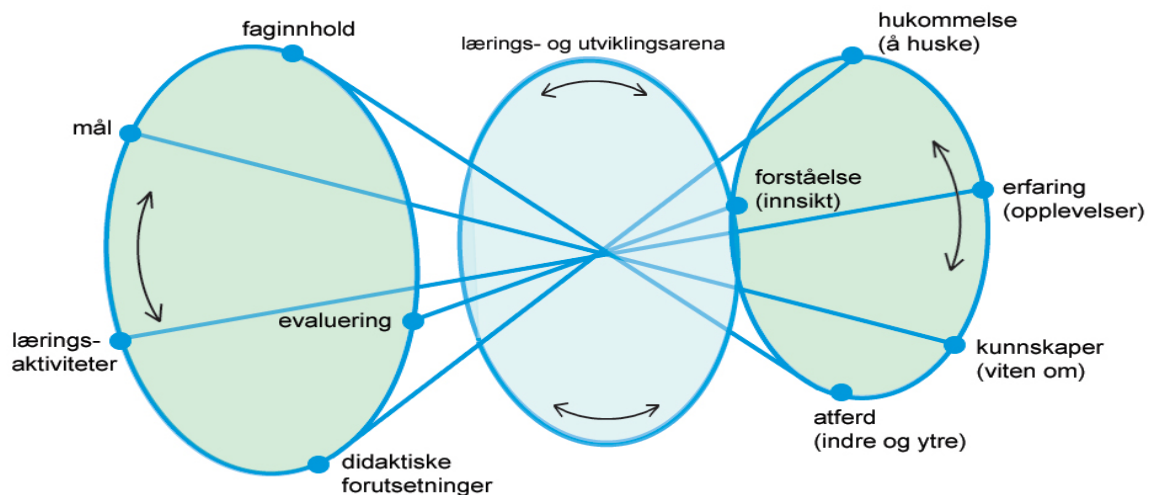 faginnhold
mål
lærings-
aktiviteter
evaluering
didaktiske
forutsetninger
lærings- og utviklingsarena
hukommelse
(å huske)
forståelse
(innsikt)
erfaring
(opplevelser)
kunnskaper
(viten om)
atferd
(indre og ytre)